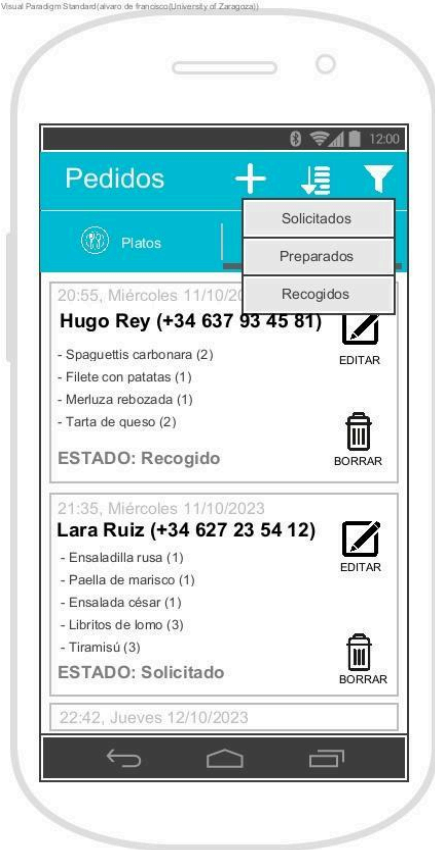 Visual Paradigm Standard(alvaro de francisco(University of Zaragoza))
12:00
Pedidos
Solicitados
Platos
Preparados
Recogidos
20:55, Miércoles 11/10/20
Hugo Rey (+34 637 93 45 81)
- Spaguettis carbonara (2)
EDITAR
- Filete con patatas (1)
- Merluza rebozada (1)
- Tarta de queso (2)
ESTADO: Recogido
BORRAR
21:35, Miércoles 11/10/2023
Lara Ruiz (+34 627 23 54 12)
- Ensaladilla rusa (1)
EDITAR
- Paella de marisco (1)
- Ensalada césar (1)
- Libritos de lomo (3)
- Tiramisú (3)
ESTADO: Solicitado
BORRAR
22:42, Jueves 12/10/2023